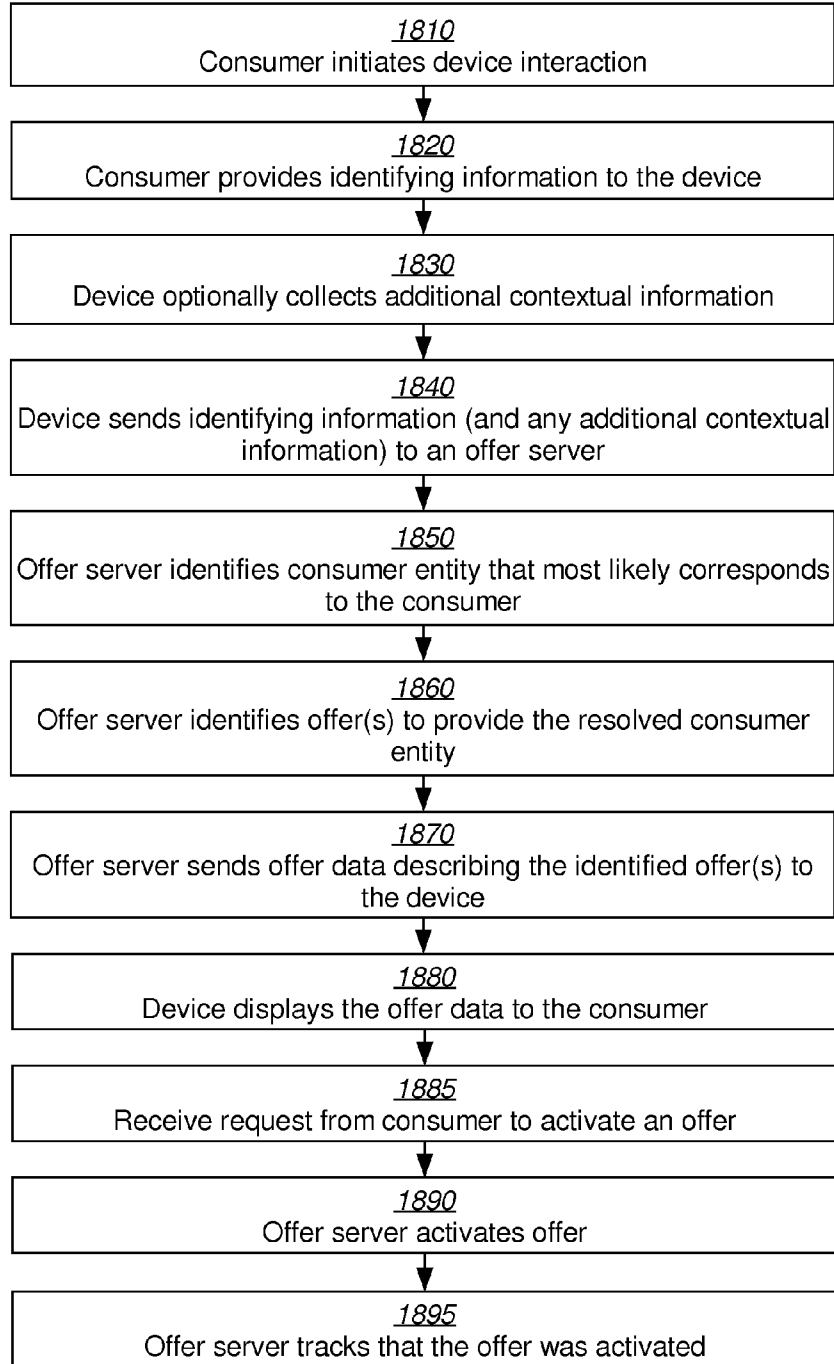 1810
Consumer initiates device interaction
1820
Consumer provides identifying information to the device
1830
Device optionally collects additional contextual information
1840
Device sends identifying information (and any additional contextual
information) to an offer server
1850
Offer server identifies consumer entity that most likely corresponds
to the consumer
1860
Offer server identifies offer(s) to provide the resolved consumer
entity
1870
Offer server sends offer data describing the identified offer(s) to
the device
1880
Device displays the offer data to the consumer
1885
Receive request from consumer to activate an offer
1890
Offer server activates offer
1895
Offer server tracks that the offer was activated